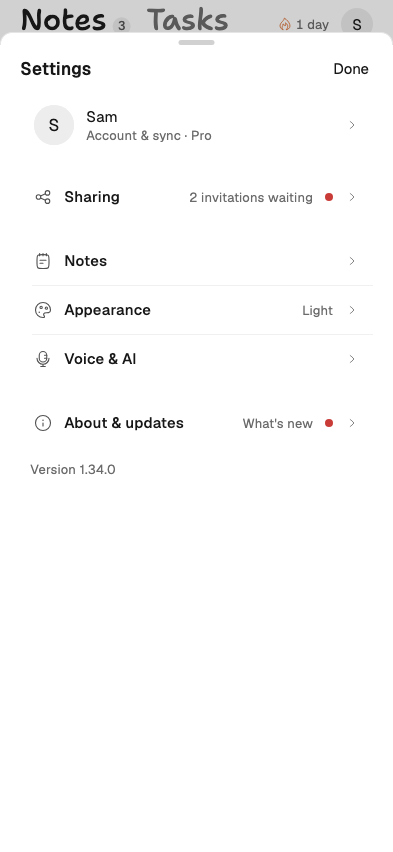 Notes 3 Tasks 1 day S
Settings Done
S Sam
Account & sync · Pro
Sharing 2 invitations waiting
Notes
Appearance Light
Voice & AI
About & updates What's new
Version 1.34.0